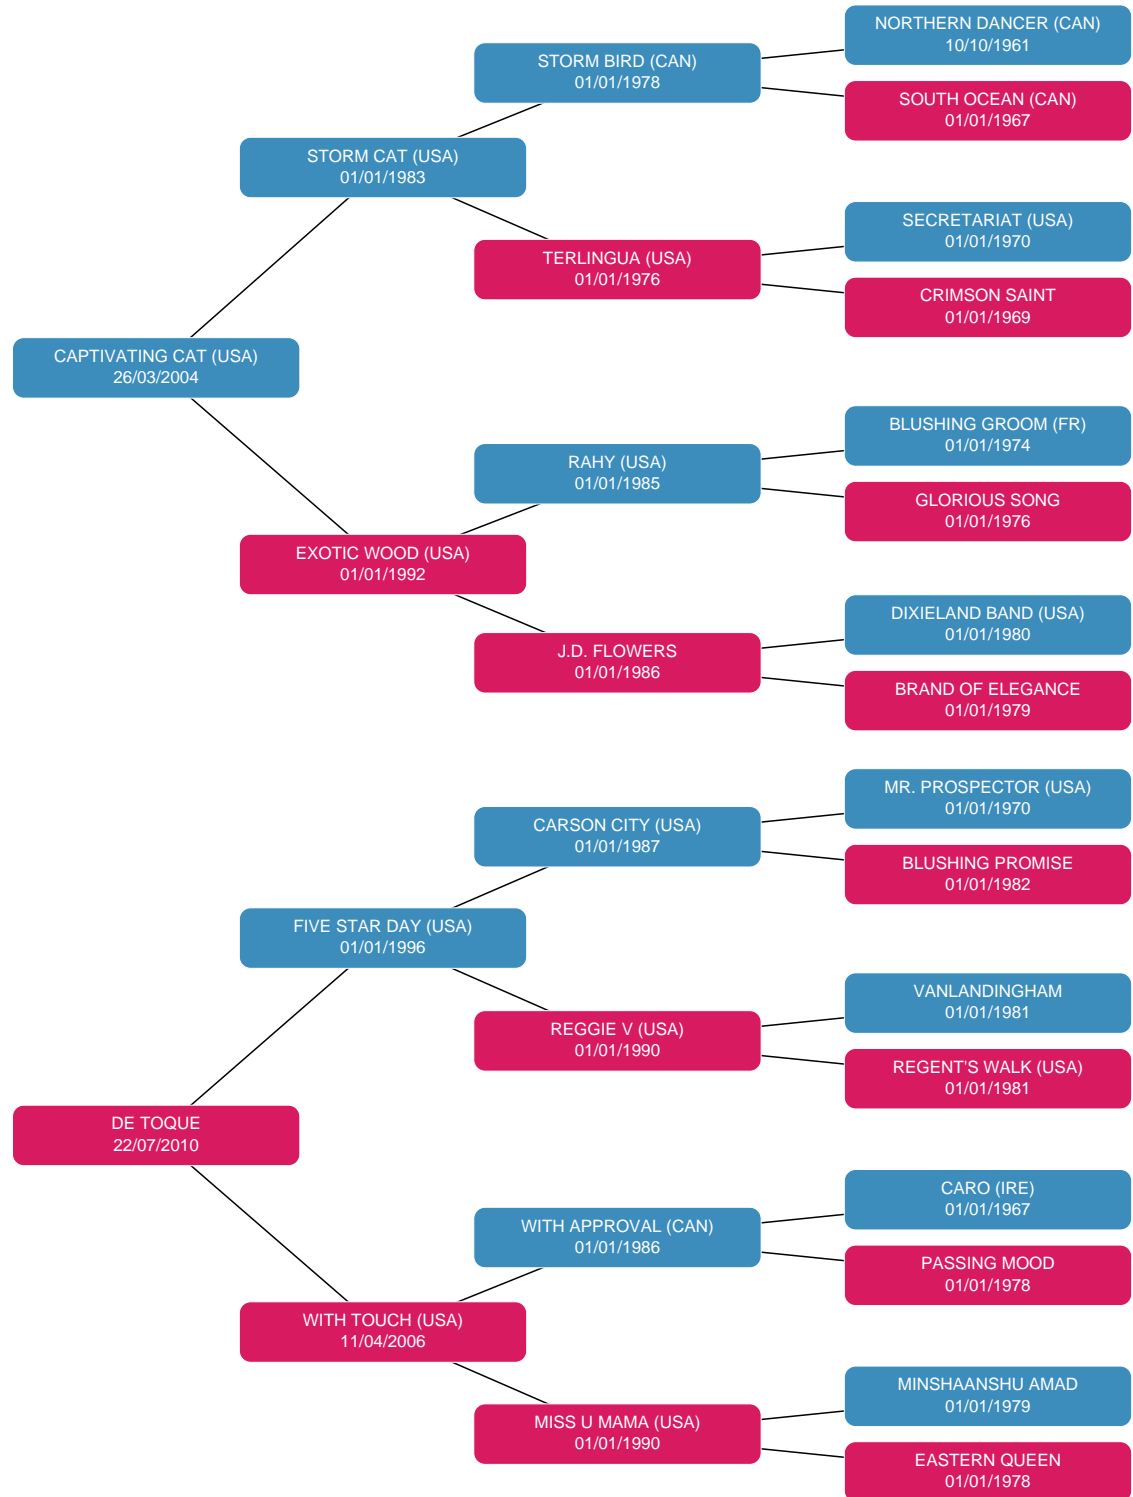 NORTHERN DANCER (CAN)
10/10/1961
STORM BIRD (CAN)
01/01/1978
SOUTH OCEAN (CAN)
01/01/1967
STORM CAT (USA)
01/01/1983
SECRETARIAT (USA)
01/01/1970
TERLINGUA (USA)
01/01/1976
CRIMSON SAINT
01/01/1969
CAPTIVATING CAT (USA)
26/03/2004
BLUSHING GROOM (FR)
01/01/1974
RAHY (USA)
01/01/1985
GLORIOUS SONG
01/01/1976
EXOTIC WOOD (USA)
01/01/1992
DIXIELAND BAND (USA)
01/01/1980
J.D. FLOWERS
01/01/1986
BRAND OF ELEGANCE
01/01/1979
MR. PROSPECTOR (USA)
01/01/1970
CARSON CITY (USA)
01/01/1987
BLUSHING PROMISE
01/01/1982
FIVE STAR DAY (USA)
01/01/1996
VANLANDINGHAM
01/01/1981
REGGIE V (USA)
01/01/1990
REGENT'S WALK (USA)
01/01/1981
DE TOQUE
22/07/2010
CARO (IRE)
01/01/1967
WITH APPROVAL (CAN)
01/01/1986
PASSING MOOD
01/01/1978
WITH TOUCH (USA)
11/04/2006
MINSHAANSHU AMAD
01/01/1979
MISS U MAMA (USA)
01/01/1990
EASTERN QUEEN
01/01/1978